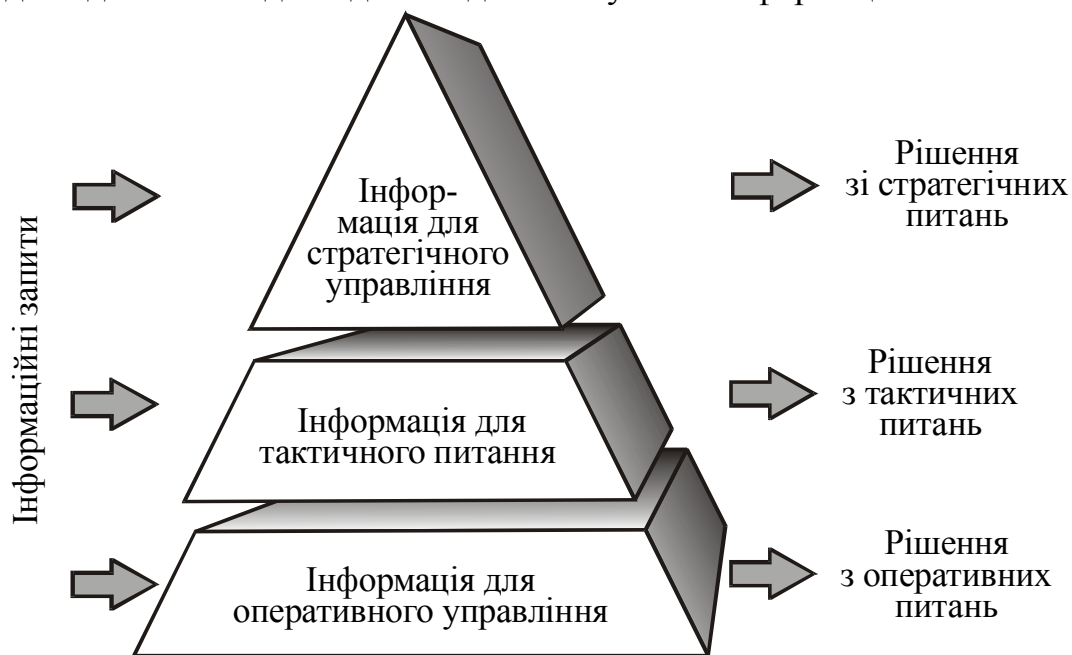 Інформаційні запити
Інфор-
мація для
стратегічного
управління
Рішення
зі стратегічних
питань
Інформація для
тактичного питання
Рішення
з тактичних
питань
Інформація для
оперативного управління
Рішення
з оперативних
питань